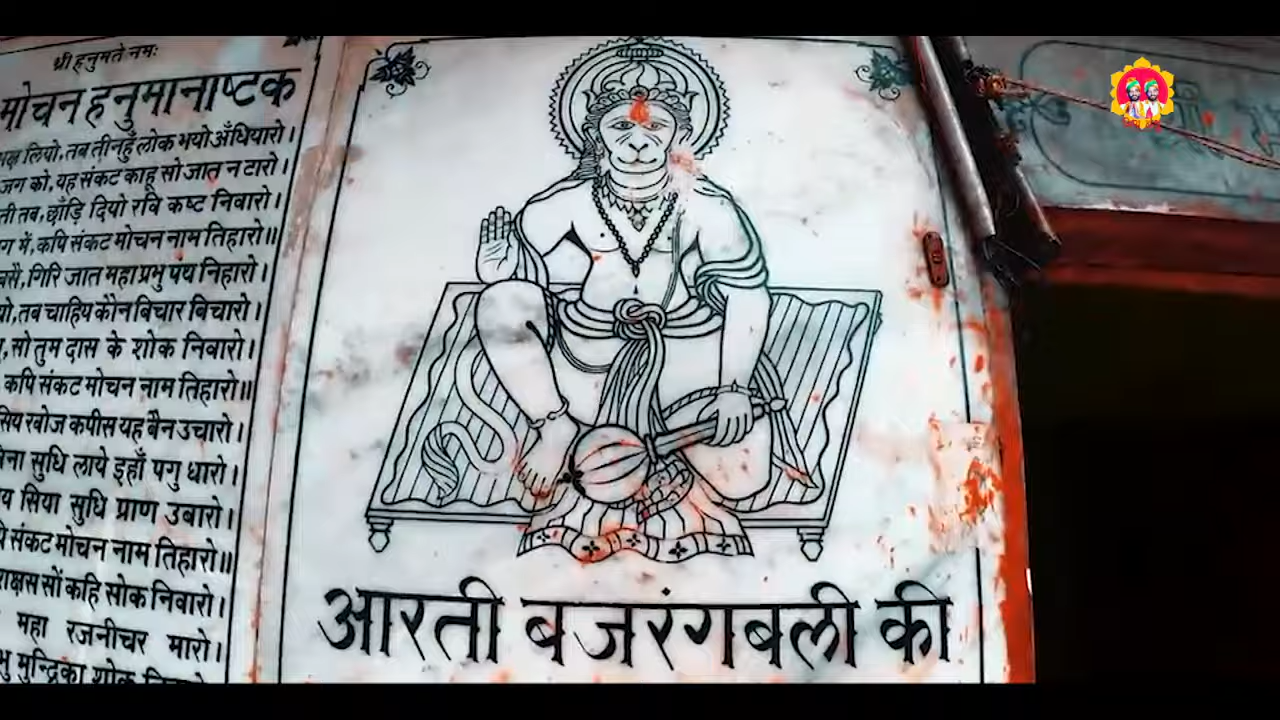 श्री हनुमते नमः
मोचन हनुमानाष्टक
लियो, तब तीनहुँ लोक भयो अँधियारो।
जग को, यह संकट काहू सो जात न टारो।
तब, छाँड़ि दियो रवि कष्ट निवारो।
में, कपि संकट मोचन नाम तिहारो॥
गिरि जात महाप्रभु पंथ निहारो।
तब चाहिय कौन बिचार बिचारो।
सो तुम दास के शोक निवारो।
कपि संकट मोचन नाम तिहारो॥
सिय खोज कपीस यह बैन उचारो।
सुधि लाये इहाँ पगु धारो।
सिया सुधि प्राण उबारो।
संकट मोचन नाम तिहारो॥
सों कहि सोक निवारो।
महा रजनीचर मारो।
मुन्द्रिका शोक
आरती बजरंगबली की